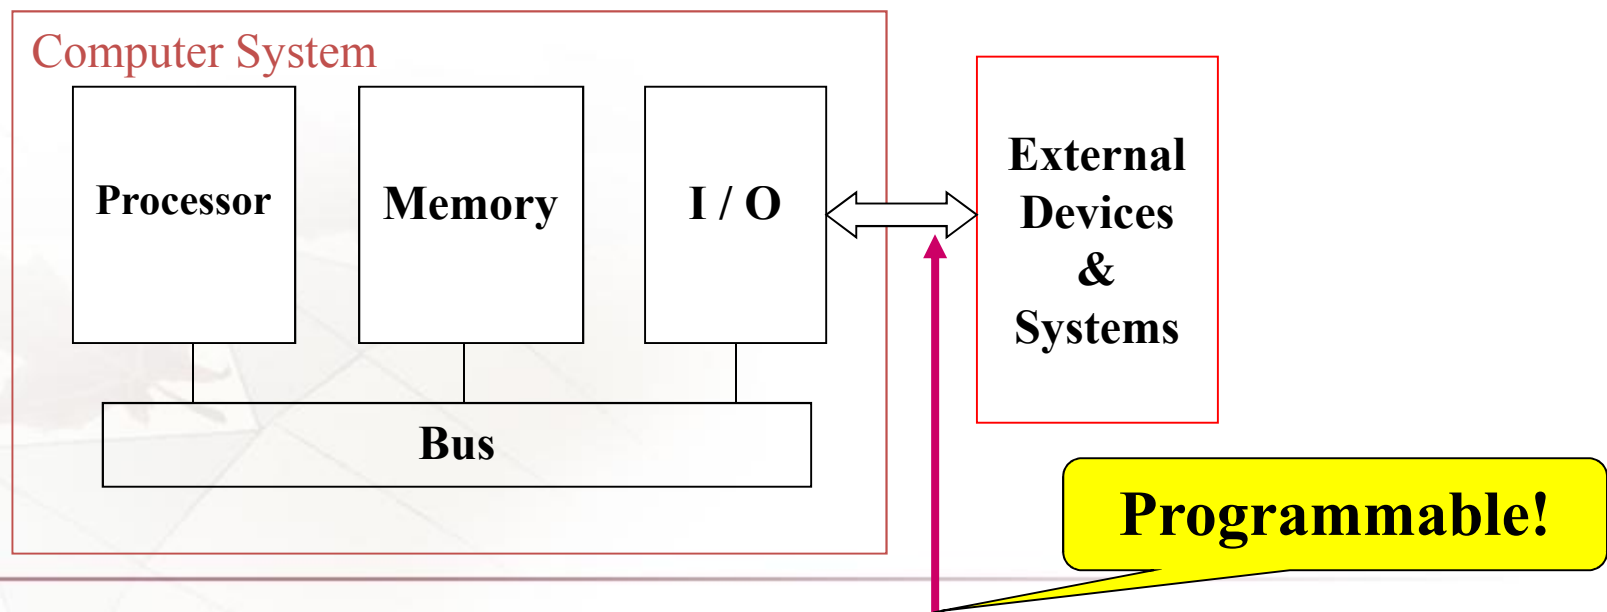 Computer System
Processor
Memory
I / O
External
Devices
&
Systems
Bus
Programmable!